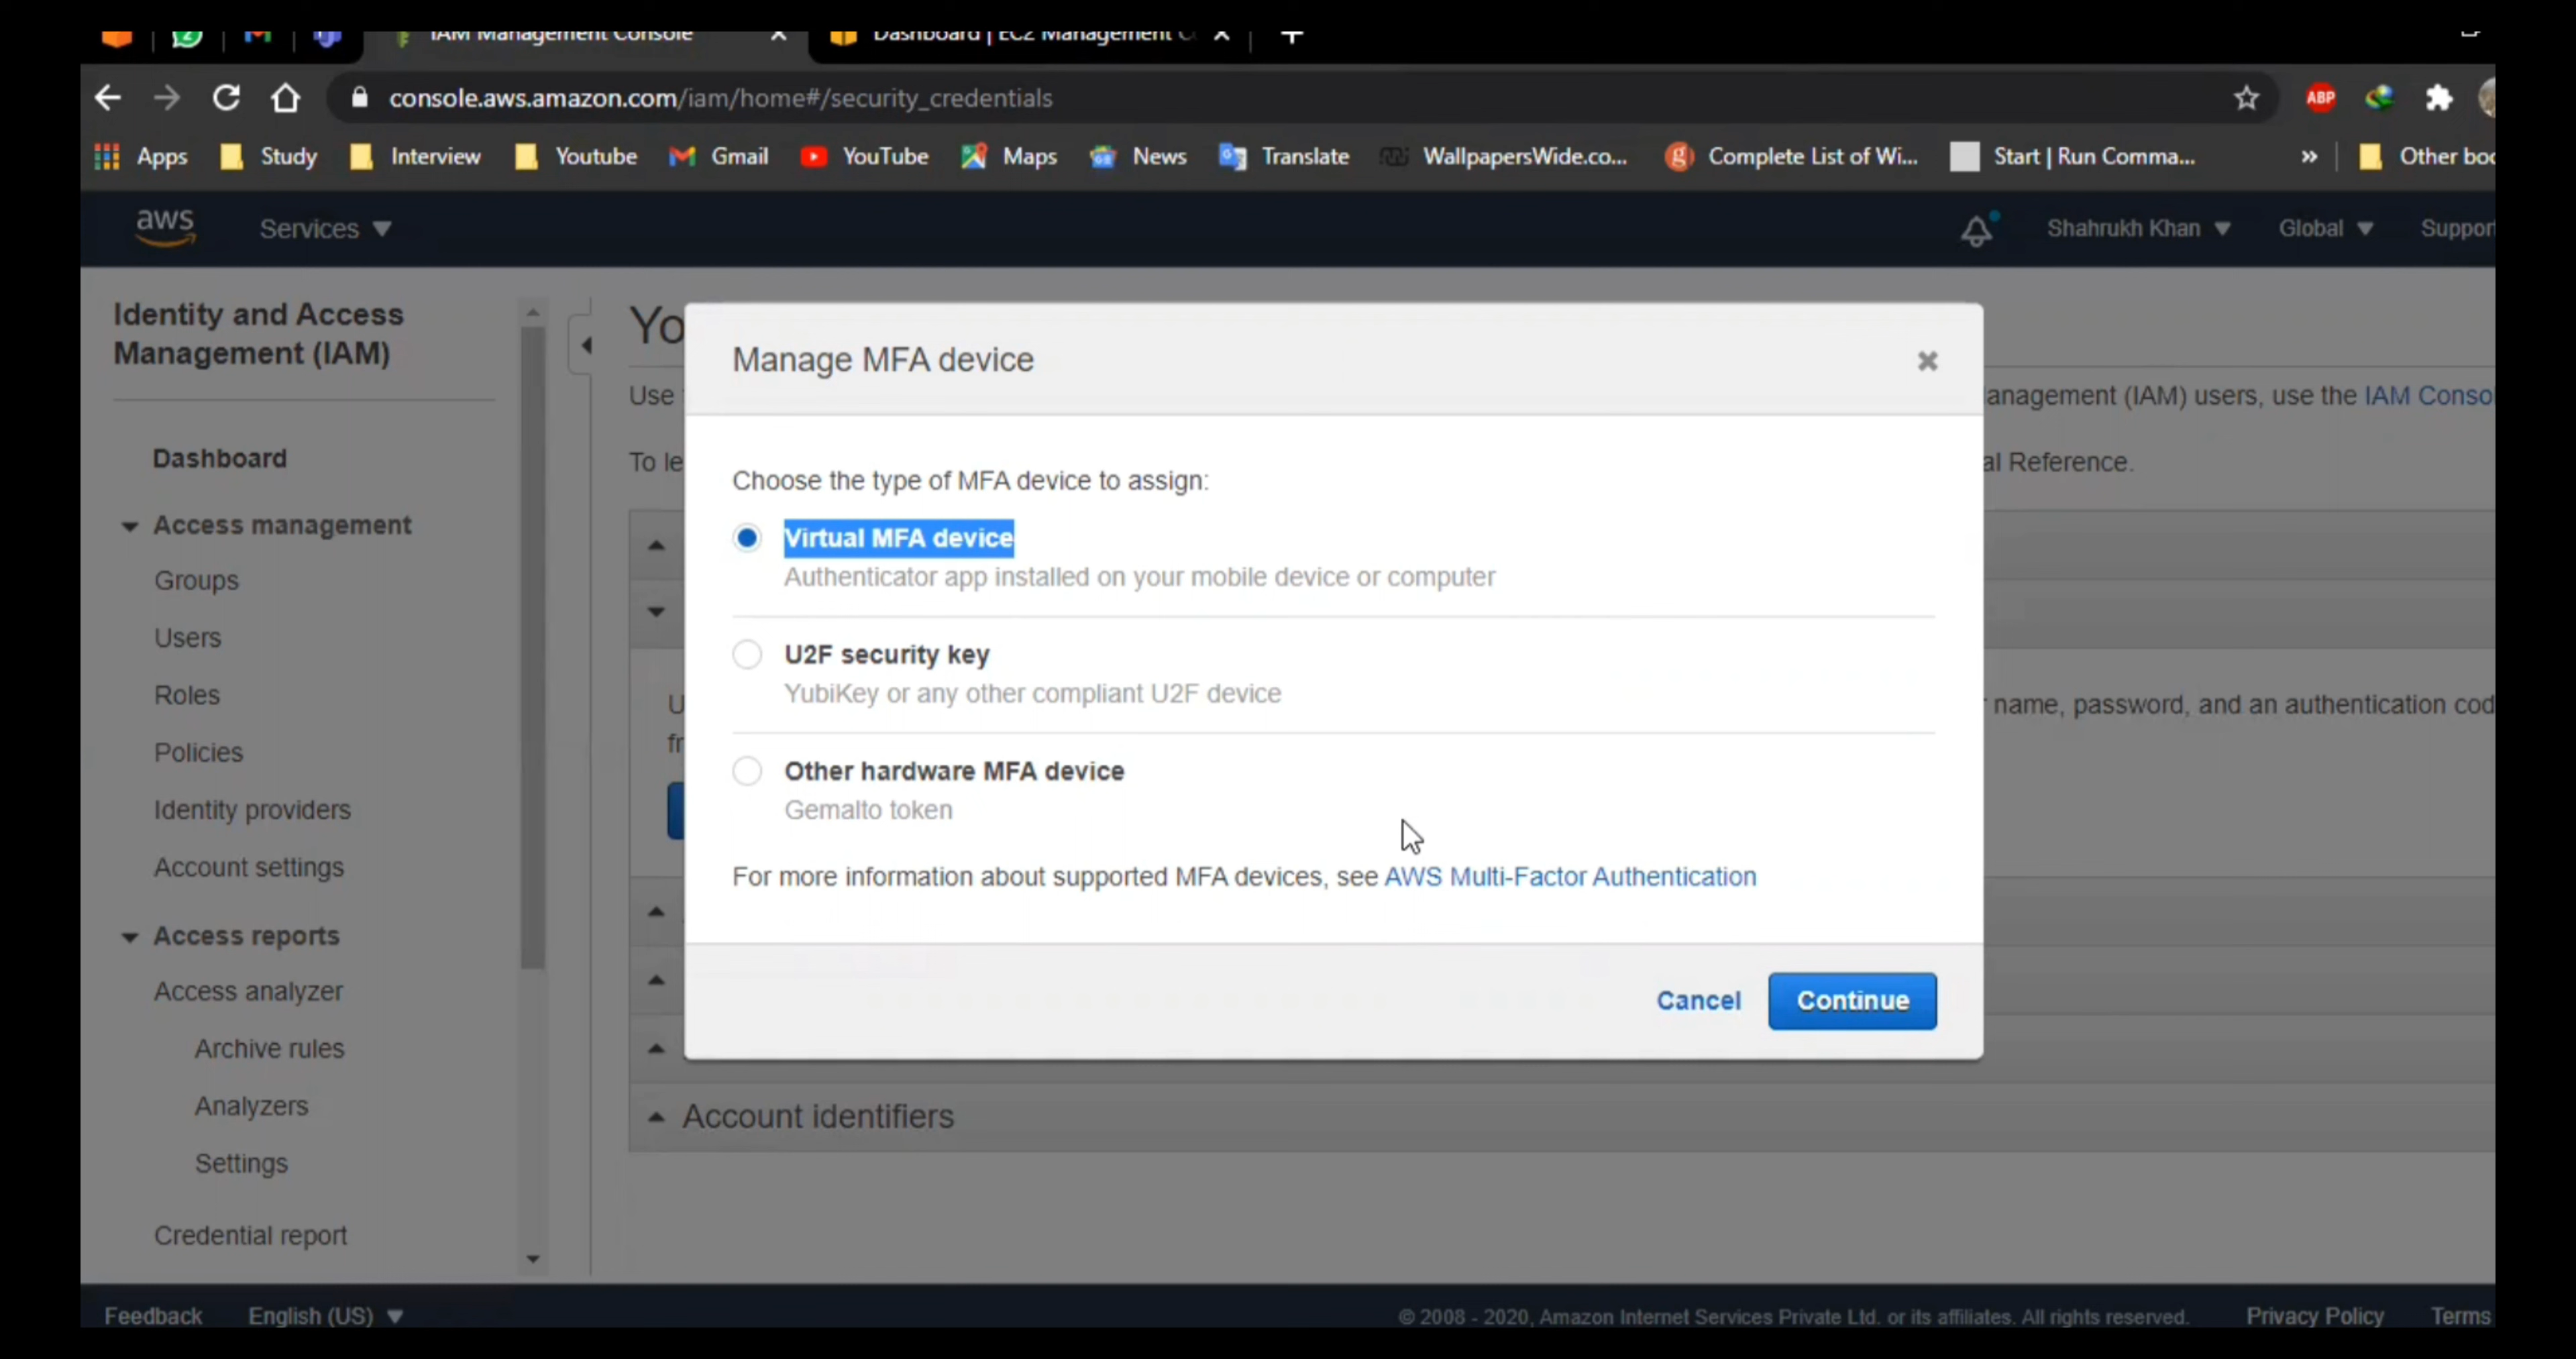 IAM Management Console
Dashboard | EC2 Management
console.aws.amazon.com/iam/home#/security_credentials
ABP
Apps Study Interview Youtube Gmail YouTube Maps News Translate WallpapersWide.co... Complete List of Wi... Start | Run Comma... » Other
aws Services Shahrukh Khan Global Support
Identity and Access
Management (IAM)
Dashboard
Access management
Groups
Users
Roles
Policies
Identity providers
Account settings
Access reports
Access analyzer
Archive rules
Analyzers
Settings
Credential report
Yo
Use
anagement (IAM) users, use the IAM Conso
To le
al Reference.
name, password, and an authentication cod
Manage MFA device
Choose the type of MFA device to assign:
Virtual MFA device
Authenticator app installed on your mobile device or computer
U2F security key
YubiKey or any other compliant U2F device
Other hardware MFA device
Gemalto token
For more information about supported MFA devices, see AWS Multi-Factor Authentication
Cancel Continue
Account identifiers
Feedback English (US) © 2008 - 2020, Amazon Internet Services Private Ltd. or its affiliates. All rights reserved. Privacy Policy Terms